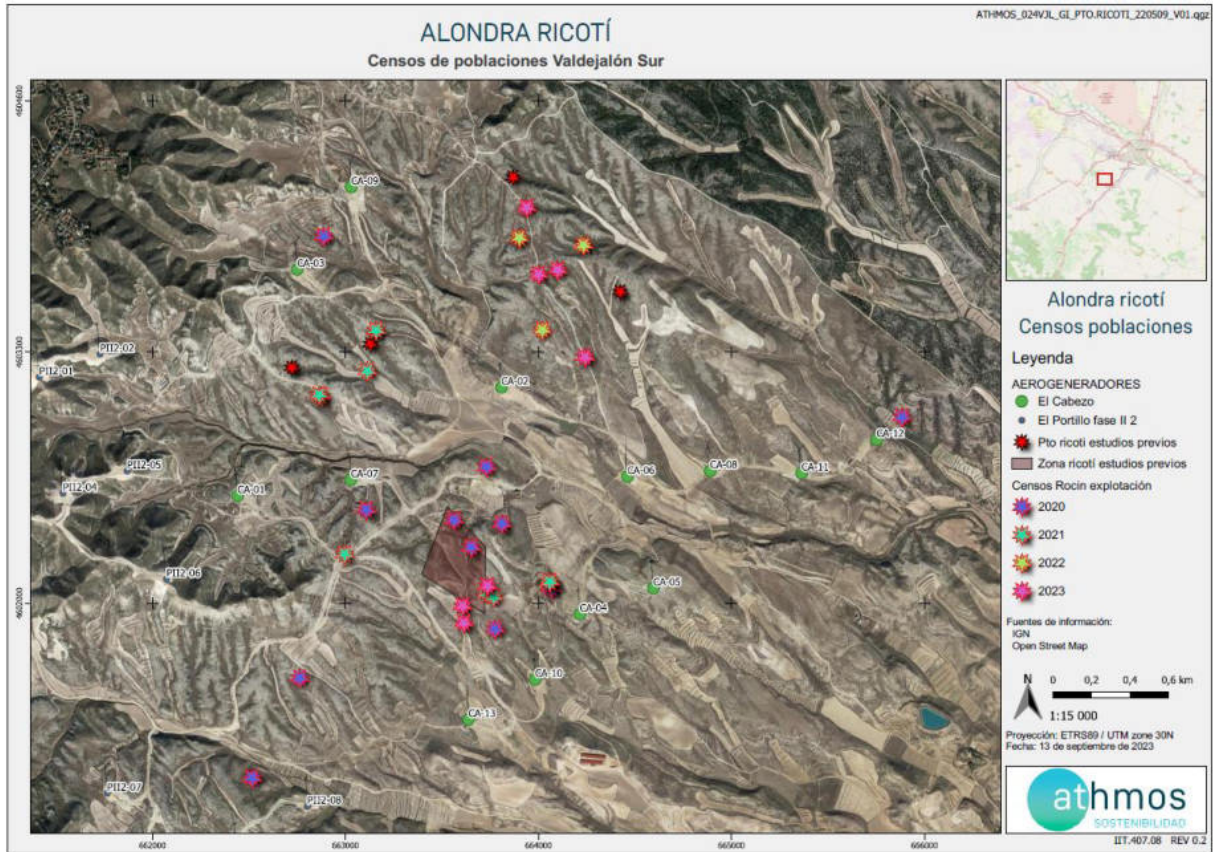 ATHMOS_024VJL_GI_PTO.RICOTI_220509_V01.qgz
ALONDRA RICOTÍ
Censos de poblaciones Valdejalón Sur
4604600
4603300
4602000
CA-09
CA-03
PII2-02
PII2-01
CA-02
CA-12
PII2-05
PII2-04
CA-01
CA-07
CA-06
CA-08
CA-11
PII2-06
CA-05
CA-04
CA-10
CA-13
PII2-07
PII2-08
662000
663000
664000
665000
666000
Alondra ricotí
Censos poblaciones
Leyenda
AEROGENERADORES
El Cabezo
El Portillo fase II 2
Pto ricoti estudios previos
Zona ricotí estudios previos
Censos Rocin explotación
2020
2021
2022
2023
Fuentes de información:
IGN
Open Street Map
N
0 0,2 0,4 0,6 km
1:15 000
Proyección: ETRS89 / UTM zone 30N
Fecha: 13 de septiembre de 2023
athmos
SOSTENIBILIDAD
IIT.407.08 REV 0.2